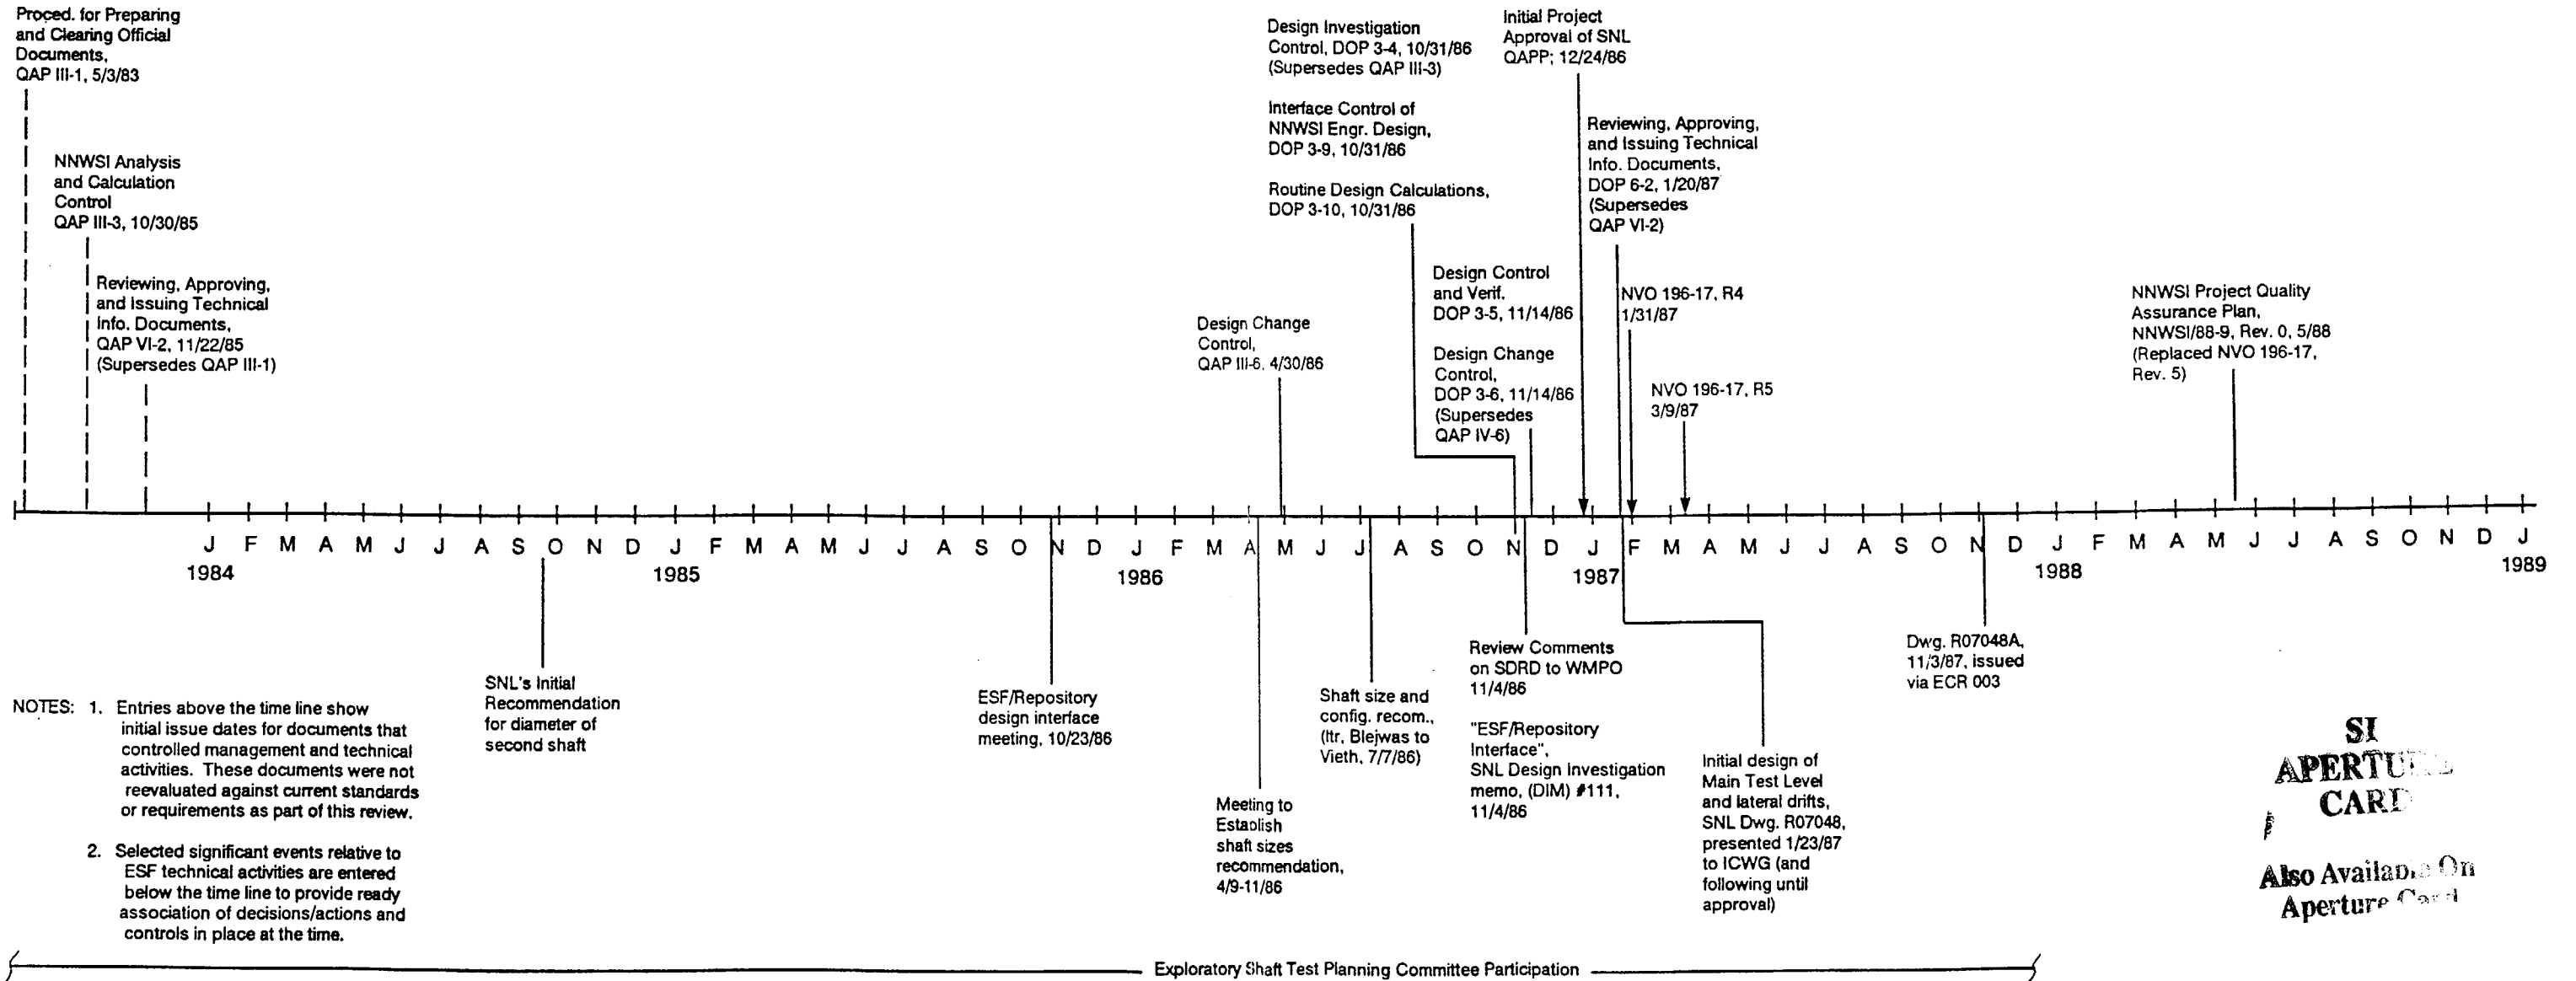 Proced. for Preparing
and Clearing Official
Documents,
QAP III-1, 5/3/83
NNWSI Analysis
and Calculation
Control
QAP III-3, 10/30/85
Reviewing, Approving,
and Issuing Technical
Info. Documents,
QAP VI-2, 11/22/85
(Supersedes QAP III-1)
Design Change
Control,
QAP III-6, 4/30/86
Design Investigation
Control, DOP 3-4, 10/31/86
(Supersedes QAP III-3)
Interface Control of
NNWSI Engr. Design,
DOP 3-9, 10/31/86
Routine Design Calculations,
DOP 3-10, 10/31/86
Design Control
and Verif.
DOP 3-5, 11/14/86
Design Change
Control,
DOP 3-6, 11/14/86
(Supersedes
QAP IV-6)
Initial Project
Approval of SNL
QAPP; 12/24/86
Reviewing, Approving,
and Issuing Technical
Info. Documents,
DOP 6-2, 1/20/87
(Supersedes
QAP VI-2)
NVO 196-17, R4
1/31/87
NVO 196-17, R5
3/9/87
NNWSI Project Quality
Assurance Plan,
NNWSI/88-9, Rev. 0, 5/88
(Replaced NVO 196-17,
Rev. 5)
J F M A M J J A S O N D J F M A M J J A S O N D J F M A M J J A S O N D J F M A M J J A S O N D J F M A M J J A S O N D J
1984 1985 1986 1987 1988 1989
SNL's Initial
Recommendation
for diameter of
second shaft
ESF/Repository
design interface
meeting, 10/23/86
Meeting to
Establish
shaft sizes
recommendation,
4/9-11/86
Shaft size and
config. recom.,
(ltr, Blejwas to
Vieth, 7/7/86)
Review Comments
on SDRD to WMPO
11/4/86
"ESF/Repository
Interface",
SNL Design Investigation
memo, (DIM) #111,
11/4/86
Initial design of
Main Test Level
and lateral drifts,
SNL Dwg. R07048,
presented 1/23/87
to ICWG (and
following until
approval)
Dwg. R07048A,
11/3/87, issued
via ECR 003
NOTES: 1. Entries above the time line show
initial issue dates for documents that
controlled management and technical
activities. These documents were not
reevaluated against current standards
or requirements as part of this review.
2. Selected significant events relative to
ESF technical activities are entered
below the time line to provide ready
association of decisions/actions and
controls in place at the time.
SI
APERTURE
CARD
Also Available On
Aperture Card
Exploratory Shaft Test Planning Committee Participation